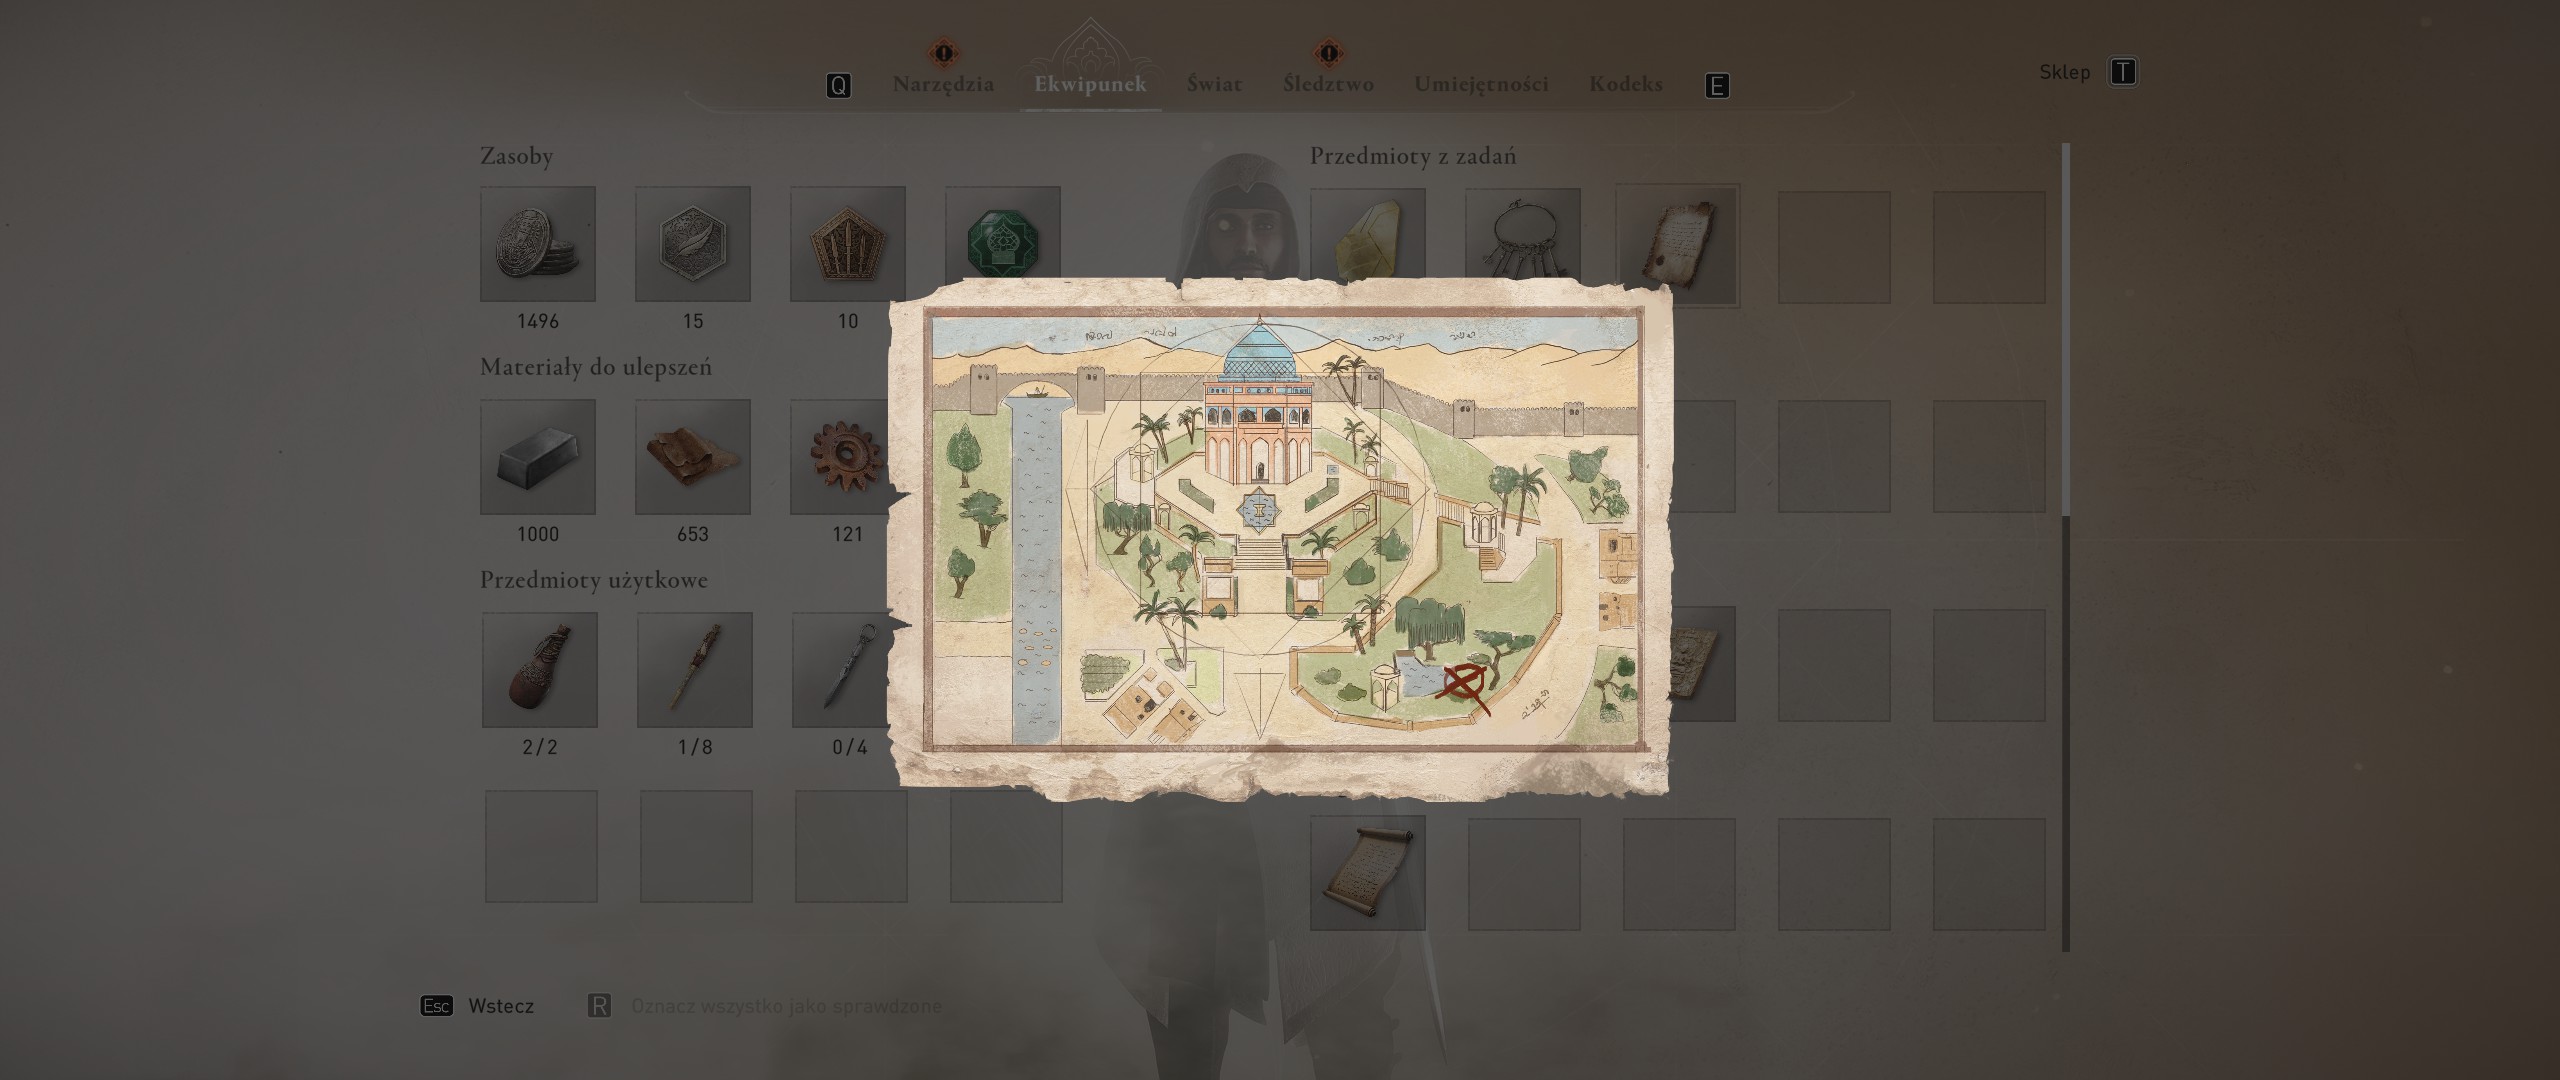 Q Narzędzia Ekwipunek Świat Śledztwo Umiejętności Kodeks E
Sklep T
Zasoby
Przedmioty z zadań
1496 15 10
Materiały do ulepszeń
1000 653 121
Przedmioty użytkowe
2/2 1/8 0/4
Esc Wstecz R Oznacz wszystko jako sprawdzone